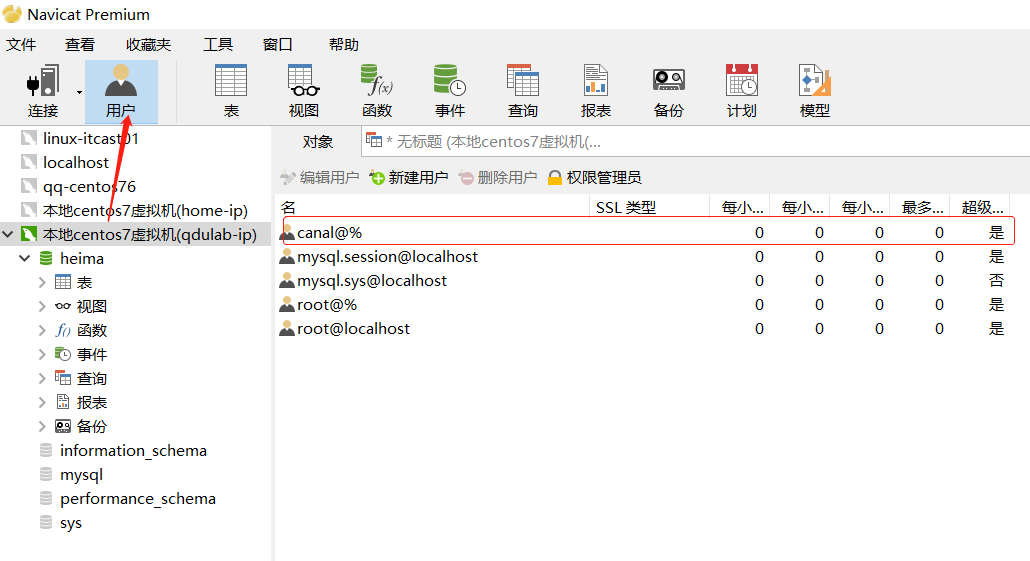 Navicat Premium
文件 查看 收藏夹 工具 窗口 帮助
连接 用户 表 视图 函数 事件 查询 报表 备份 计划 模型
linux-itcast01
localhost
qq-centos76
本地centos7虚拟机(home-ip)
本地centos7虚拟机(qdulab-ip)
heima
表
视图
函数
事件
查询
报表
备份
information_schema
mysql
performance_schema
sys
对象 * 无标题 (本地centos7虚拟机(...
编辑用户 新建用户 删除用户 权限管理员
名 SSL 类型 每小... 每小... 每小... 最多... 超级...
canal@% 0 0 0 0 是
mysql.session@localhost 0 0 0 0 是
mysql.sys@localhost 0 0 0 0 否
root@% 0 0 0 0 是
root@localhost 0 0 0 0 是